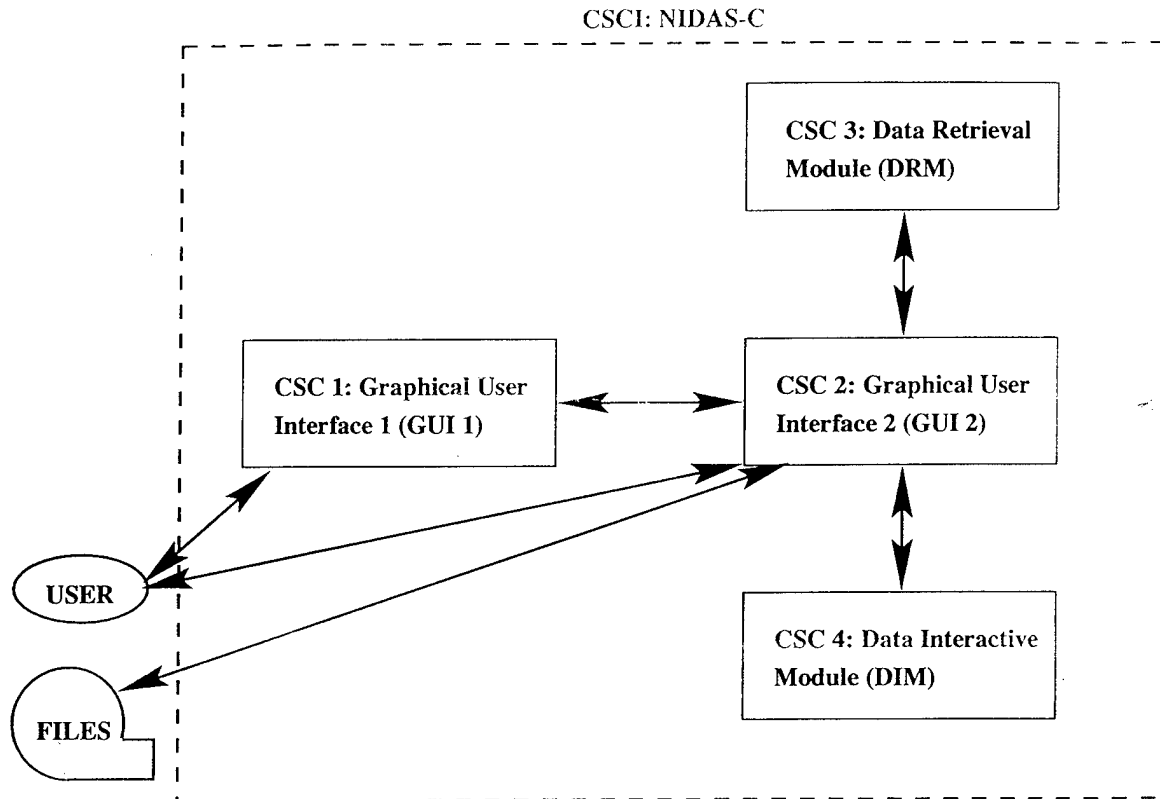 CSCI: NIDAS-C
CSC 3: Data Retrieval
Module (DRM)
CSC 1: Graphical User
Interface 1 (GUI 1)
CSC 2: Graphical User
Interface 2 (GUI 2)
USER
CSC 4: Data Interactive
Module (DIM)
FILES